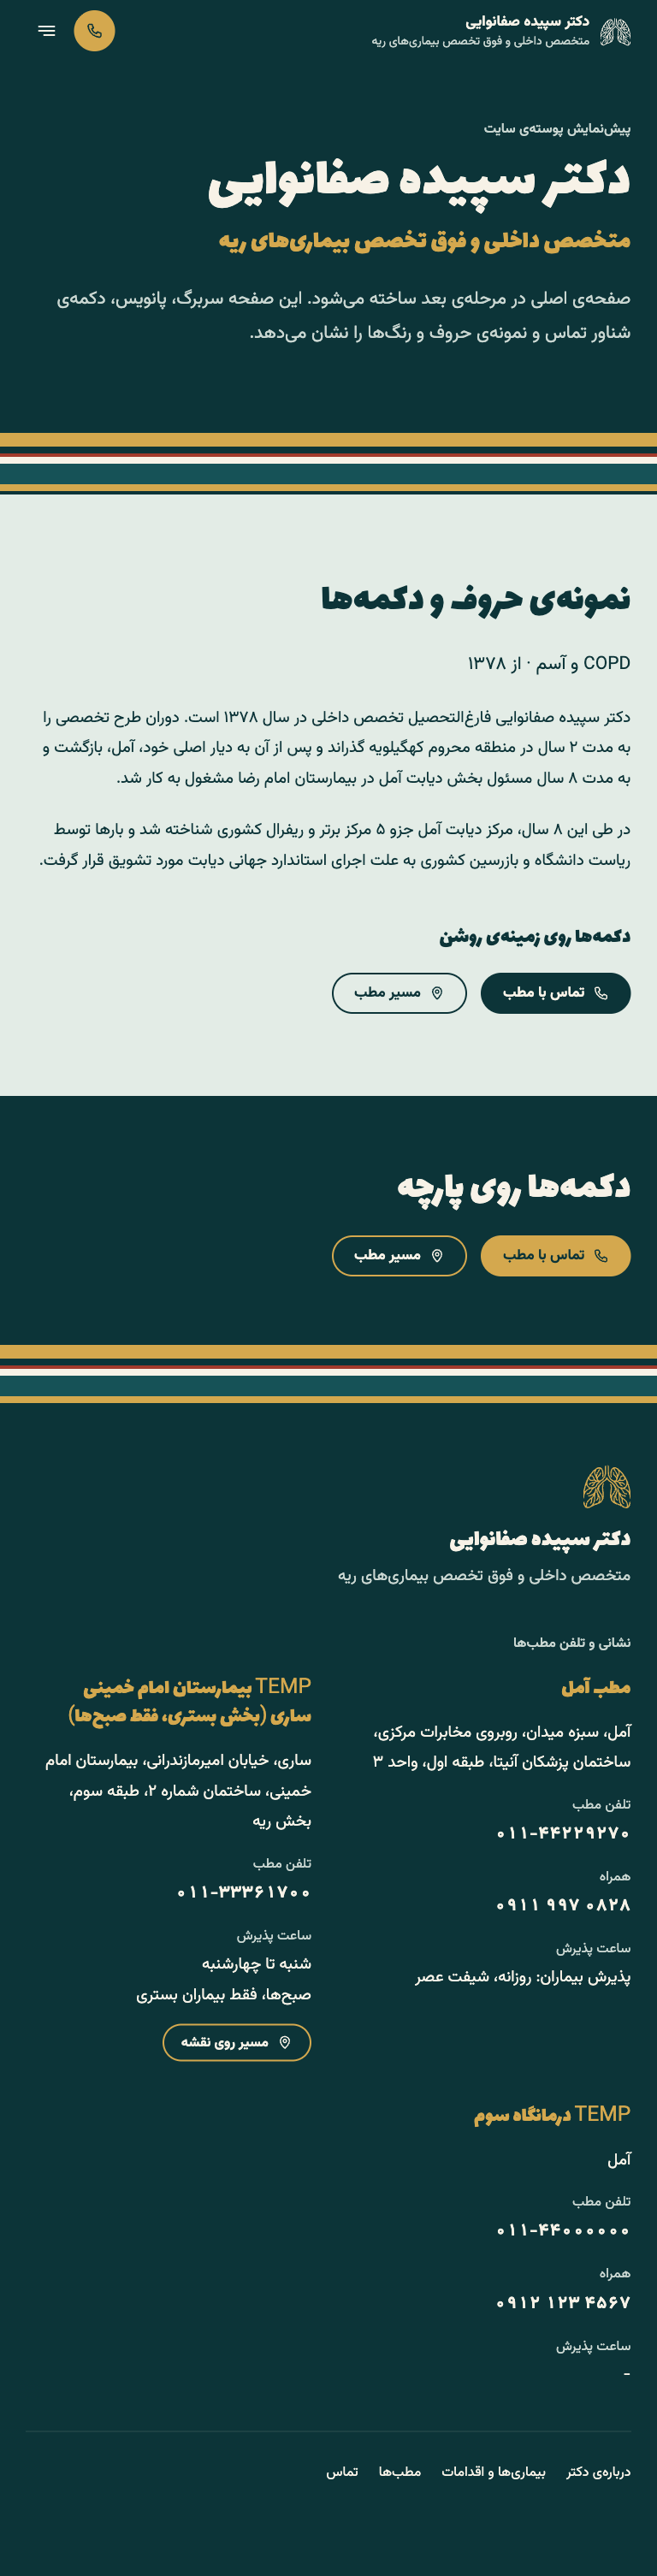 دکتر سپیده صفانوایی
متخصص داخلی و فوق تخصص بیماری‌های ریه
پیش‌نمایش پوسته‌ی سایت
دکتر سپیده صفانوایی
متخصص داخلی و فوق تخصص بیماری‌های ریه
صفحه‌ی اصلی در مرحله‌ی بعد ساخته می‌شود. این صفحه سربرگ، پانویس، دکمه‌ی
شناور تماس و نمونه‌ی حروف و رنگ‌ها را نشان می‌دهد.
نمونه‌ی حروف و دکمه‌ها
COPD و آسم · از ۱۳۷۸
دکتر سپیده صفانوایی فارغ‌التحصیل تخصص داخلی در سال ۱۳۷۸ است. دوران طرح تخصصی را
به مدت ۲ سال در منطقه محروم کهگیلویه گذراند و پس از آن به دیار اصلی خود، آمل، بازگشت و
به مدت ۸ سال مسئول بخش دیابت آمل در بیمارستان امام رضا مشغول به کار شد.
در طی این ۸ سال، مرکز دیابت آمل جزو ۵ مرکز برتر و ریفرال کشوری شناخته شد و بارها توسط
ریاست دانشگاه و بازرسین کشوری به علت اجرای استاندارد جهانی دیابت مورد تشویق قرار گرفت.
دکمه‌ها روی زمینه‌ی روشن
تماس با مطب
مسیر مطب
دکمه‌ها روی پارچه
تماس با مطب
مسیر مطب
دکتر سپیده صفانوایی
متخصص داخلی و فوق تخصص بیماری‌های ریه
نشانی و تلفن مطب‌ها
مطب آمل
آمل، سبزه میدان، روبروی مخابرات مرکزی،
ساختمان پزشکان آنیتا، طبقه اول، واحد ۳
تلفن مطب
۰۱۱-۴۴۲۲۹۲۷۰
همراه
۰۹۱۱ ۹۹۷ ۰۸۲۸
ساعت پذیرش
پذیرش بیماران: روزانه، شیفت عصر
TEMP بیمارستان امام خمینی
ساری (بخش بستری، فقط صبح‌ها)
ساری، خیابان امیرمازندرانی، بیمارستان امام
خمینی، ساختمان شماره ۲، طبقه سوم،
بخش ریه
تلفن مطب
۰۱۱-۳۳۳۶۱۷۰۰
ساعت پذیرش
شنبه تا چهارشنبه
صبح‌ها، فقط بیماران بستری
مسیر روی نقشه
TEMP درمانگاه سوم
آمل
تلفن مطب
۰۱۱-۴۴۰۰۰۰۰۰
همراه
۰۹۱۲ ۱۲۳ ۴۵۶۷
ساعت پذیرش
-
درباره‌ی دکتر
بیماری‌ها و اقدامات
مطب‌ها
تماس